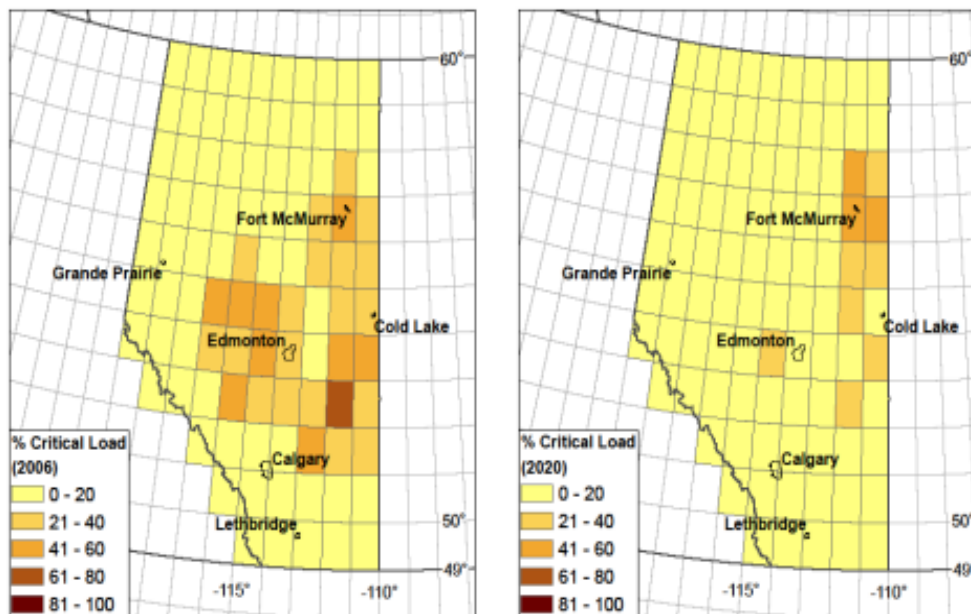 60°
Fort McMurray
Grande Prairie
Cold Lake
Edmonton
% Critical Load
(2006)
Calgary
0 - 20
21 - 40
50°
Lethbridge
41 - 60
61 - 80
49°
-115°
-110°
81 - 100
60°
Fort McMurray
Grande Prairie
Cold Lake
Edmonton
% Critical Load
(2020)
Calgary
0 - 20
21 - 40
50°
Lethbridge
41 - 60
61 - 80
49°
-115°
-110°
81 - 100